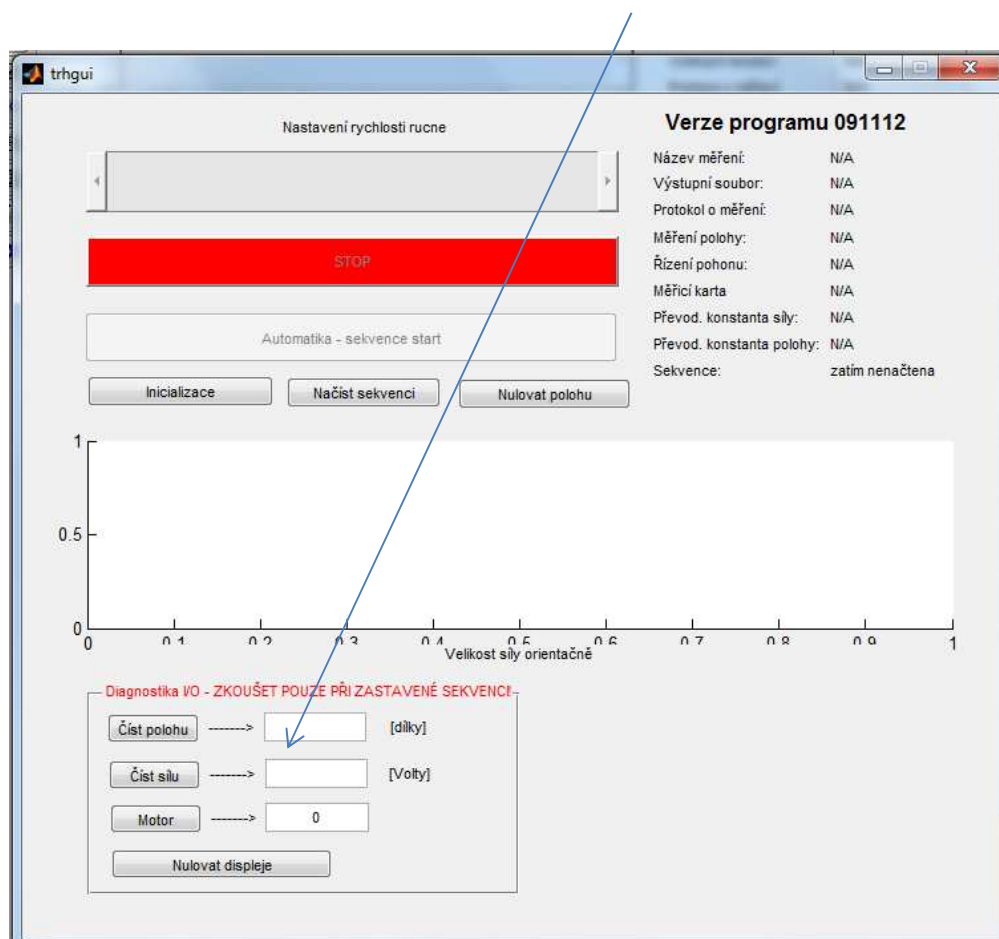 trhgui
Nastavení rychlosti rucne
STOP
Automatika - sekvence start
Inicializace
Načíst sekvenci
Nulovat polohu
Verze programu 091112
Název měření: N/A
Výstupní soubor: N/A
Protokol o měření: N/A
Měření polohy: N/A
Řízení pohonu: N/A
Měřicí karta N/A
Převod. konstanta síly: N/A
Převod. konstanta polohy: N/A
Sekvence: zatím nenačtena
1
0.5
0
0 0.1 0.2 0.3 0.4 0.5 0.6 0.7 0.8 0.9 1
Velikost síly orientačně
Diagnostika I/O - ZKOUŠET POUZE PŘI ZASTAVENÉ SEKVENCI!
Číst polohu -------> [dílky]
Číst sílu -------> [Volty]
Motor -------> 0
Nulovat displeje